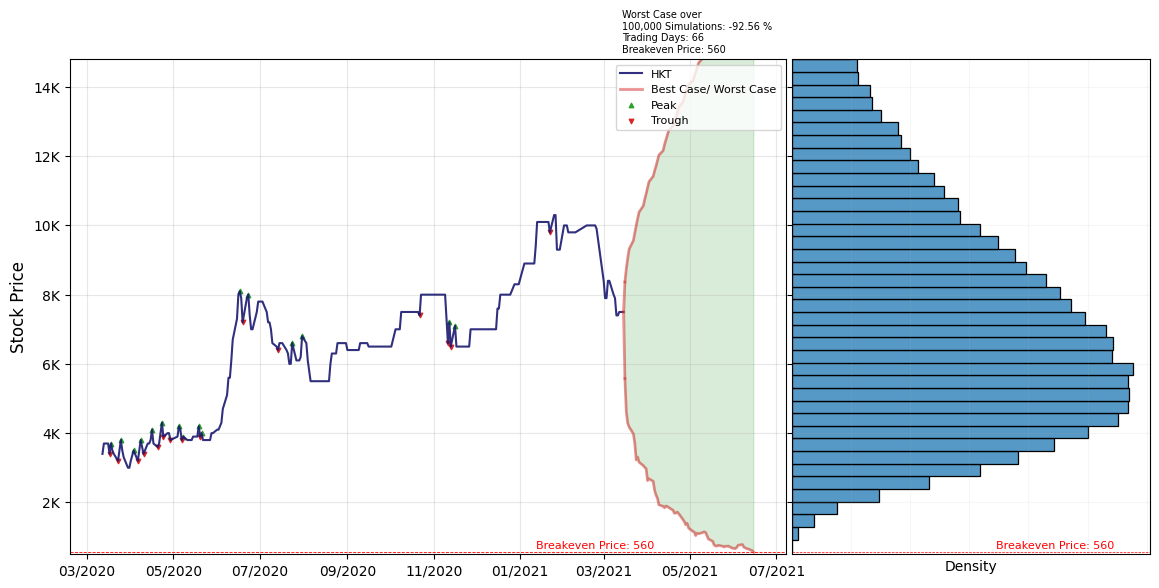 Worst Case over
100,000 Simulations: -92.56 %
Trading Days: 66
Breakeven Price: 560
HKT
Best Case/ Worst Case
Peak
Trough
Stock Price
14K
12K
10K
8K
6K
4K
2K
Breakeven Price: 560
Breakeven Price: 560
03/2020 05/2020 07/2020 09/2020 11/2020 01/2021 03/2021 05/2021 07/2021
Density